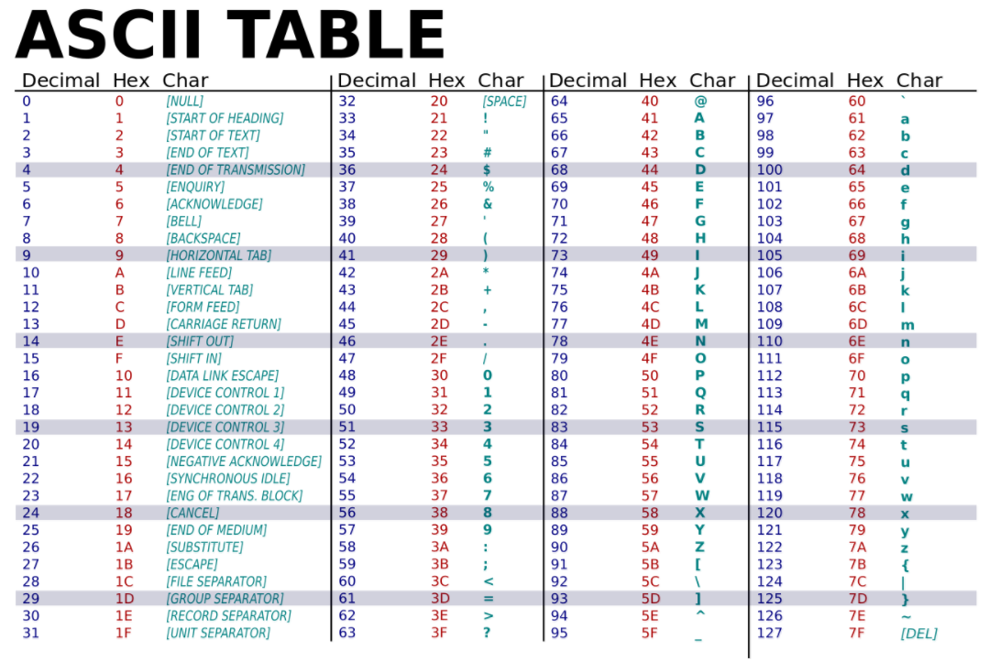 ASCII TABLE
Decimal Hex Char Decimal Hex Char Decimal Hex Char Decimal Hex Char
0 0 [NULL] 32 20 [SPACE] 64 40 @ 96 60 `
1 1 [START OF HEADING] 33 21 ! 65 41 A 97 61 a
2 2 [START OF TEXT] 34 22 " 66 42 B 98 62 b
3 3 [END OF TEXT] 35 23 # 67 43 C 99 63 c
4 4 [END OF TRANSMISSION] 36 24 $ 68 44 D 100 64 d
5 5 [ENQUIRY] 37 25 % 69 45 E 101 65 e
6 6 [ACKNOWLEDGE] 38 26 & 70 46 F 102 66 f
7 7 [BELL] 39 27 ' 71 47 G 103 67 g
8 8 [BACKSPACE] 40 28 ( 72 48 H 104 68 h
9 9 [HORIZONTAL TAB] 41 29 ) 73 49 I 105 69 i
10 A [LINE FEED] 42 2A * 74 4A J 106 6A j
11 B [VERTICAL TAB] 43 2B + 75 4B K 107 6B k
12 C [FORM FEED] 44 2C , 76 4C L 108 6C l
13 D [CARRIAGE RETURN] 45 2D - 77 4D M 109 6D m
14 E [SHIFT OUT] 46 2E . 78 4E N 110 6E n
15 F [SHIFT IN] 47 2F / 79 4F O 111 6F o
16 10 [DATA LINK ESCAPE] 48 30 0 80 50 P 112 70 p
17 11 [DEVICE CONTROL 1] 49 31 1 81 51 Q 113 71 q
18 12 [DEVICE CONTROL 2] 50 32 2 82 52 R 114 72 r
19 13 [DEVICE CONTROL 3] 51 33 3 83 53 S 115 73 s
20 14 [DEVICE CONTROL 4] 52 34 4 84 54 T 116 74 t
21 15 [NEGATIVE ACKNOWLEDGE] 53 35 5 85 55 U 117 75 u
22 16 [SYNCHRONOUS IDLE] 54 36 6 86 56 V 118 76 v
23 17 [ENG OF TRANS. BLOCK] 55 37 7 87 57 W 119 77 w
24 18 [CANCEL] 56 38 8 88 58 X 120 78 x
25 19 [END OF MEDIUM] 57 39 9 89 59 Y 121 79 y
26 1A [SUBSTITUTE] 58 3A : 90 5A Z 122 7A z
27 1B [ESCAPE] 59 3B ; 91 5B [ 123 7B {
28 1C [FILE SEPARATOR] 60 3C < 92 5C \ 124 7C |
29 1D [GROUP SEPARATOR] 61 3D = 93 5D ] 125 7D }
30 1E [RECORD SEPARATOR] 62 3E > 94 5E ^ 126 7E ~
31 1F [UNIT SEPARATOR] 63 3F ? 95 5F _ 127 7F [DEL]